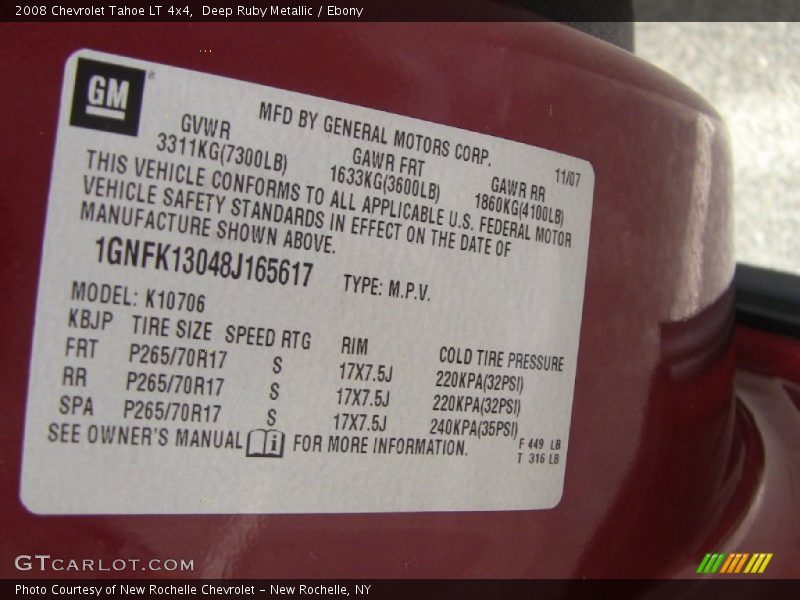 2008 Chevrolet Tahoe LT 4x4,  Deep Ruby Metallic / Ebony
GM®
MFD BY GENERAL MOTORS CORP.
11/07
GVWR GAWR FRT GAWR RR
3311KG(7300LB) 1633KG(3600LB) 1860KG(4100LB)
THIS VEHICLE CONFORMS TO ALL APPLICABLE U.S. FEDERAL MOTOR
VEHICLE SAFETY STANDARDS IN EFFECT ON THE DATE OF
MANUFACTURE SHOWN ABOVE.
1GNFK13048J165617 TYPE: M.P.V.
MODEL: K10706
KBJP TIRE SIZE SPEED RTG RIM COLD TIRE PRESSURE
FRT P265/70R17 S 17X7.5J 220KPA(32PSI)
RR P265/70R17 S 17X7.5J 220KPA(32PSI)
SPA P265/70R17 S 17X7.5J 240KPA(35PSI)
SEE OWNER'S MANUAL i FOR MORE INFORMATION.
F 449 LB
T 316 LB
GTCARLOT.COM
Photo Courtesy of New Rochelle Chevrolet – New Rochelle, NY